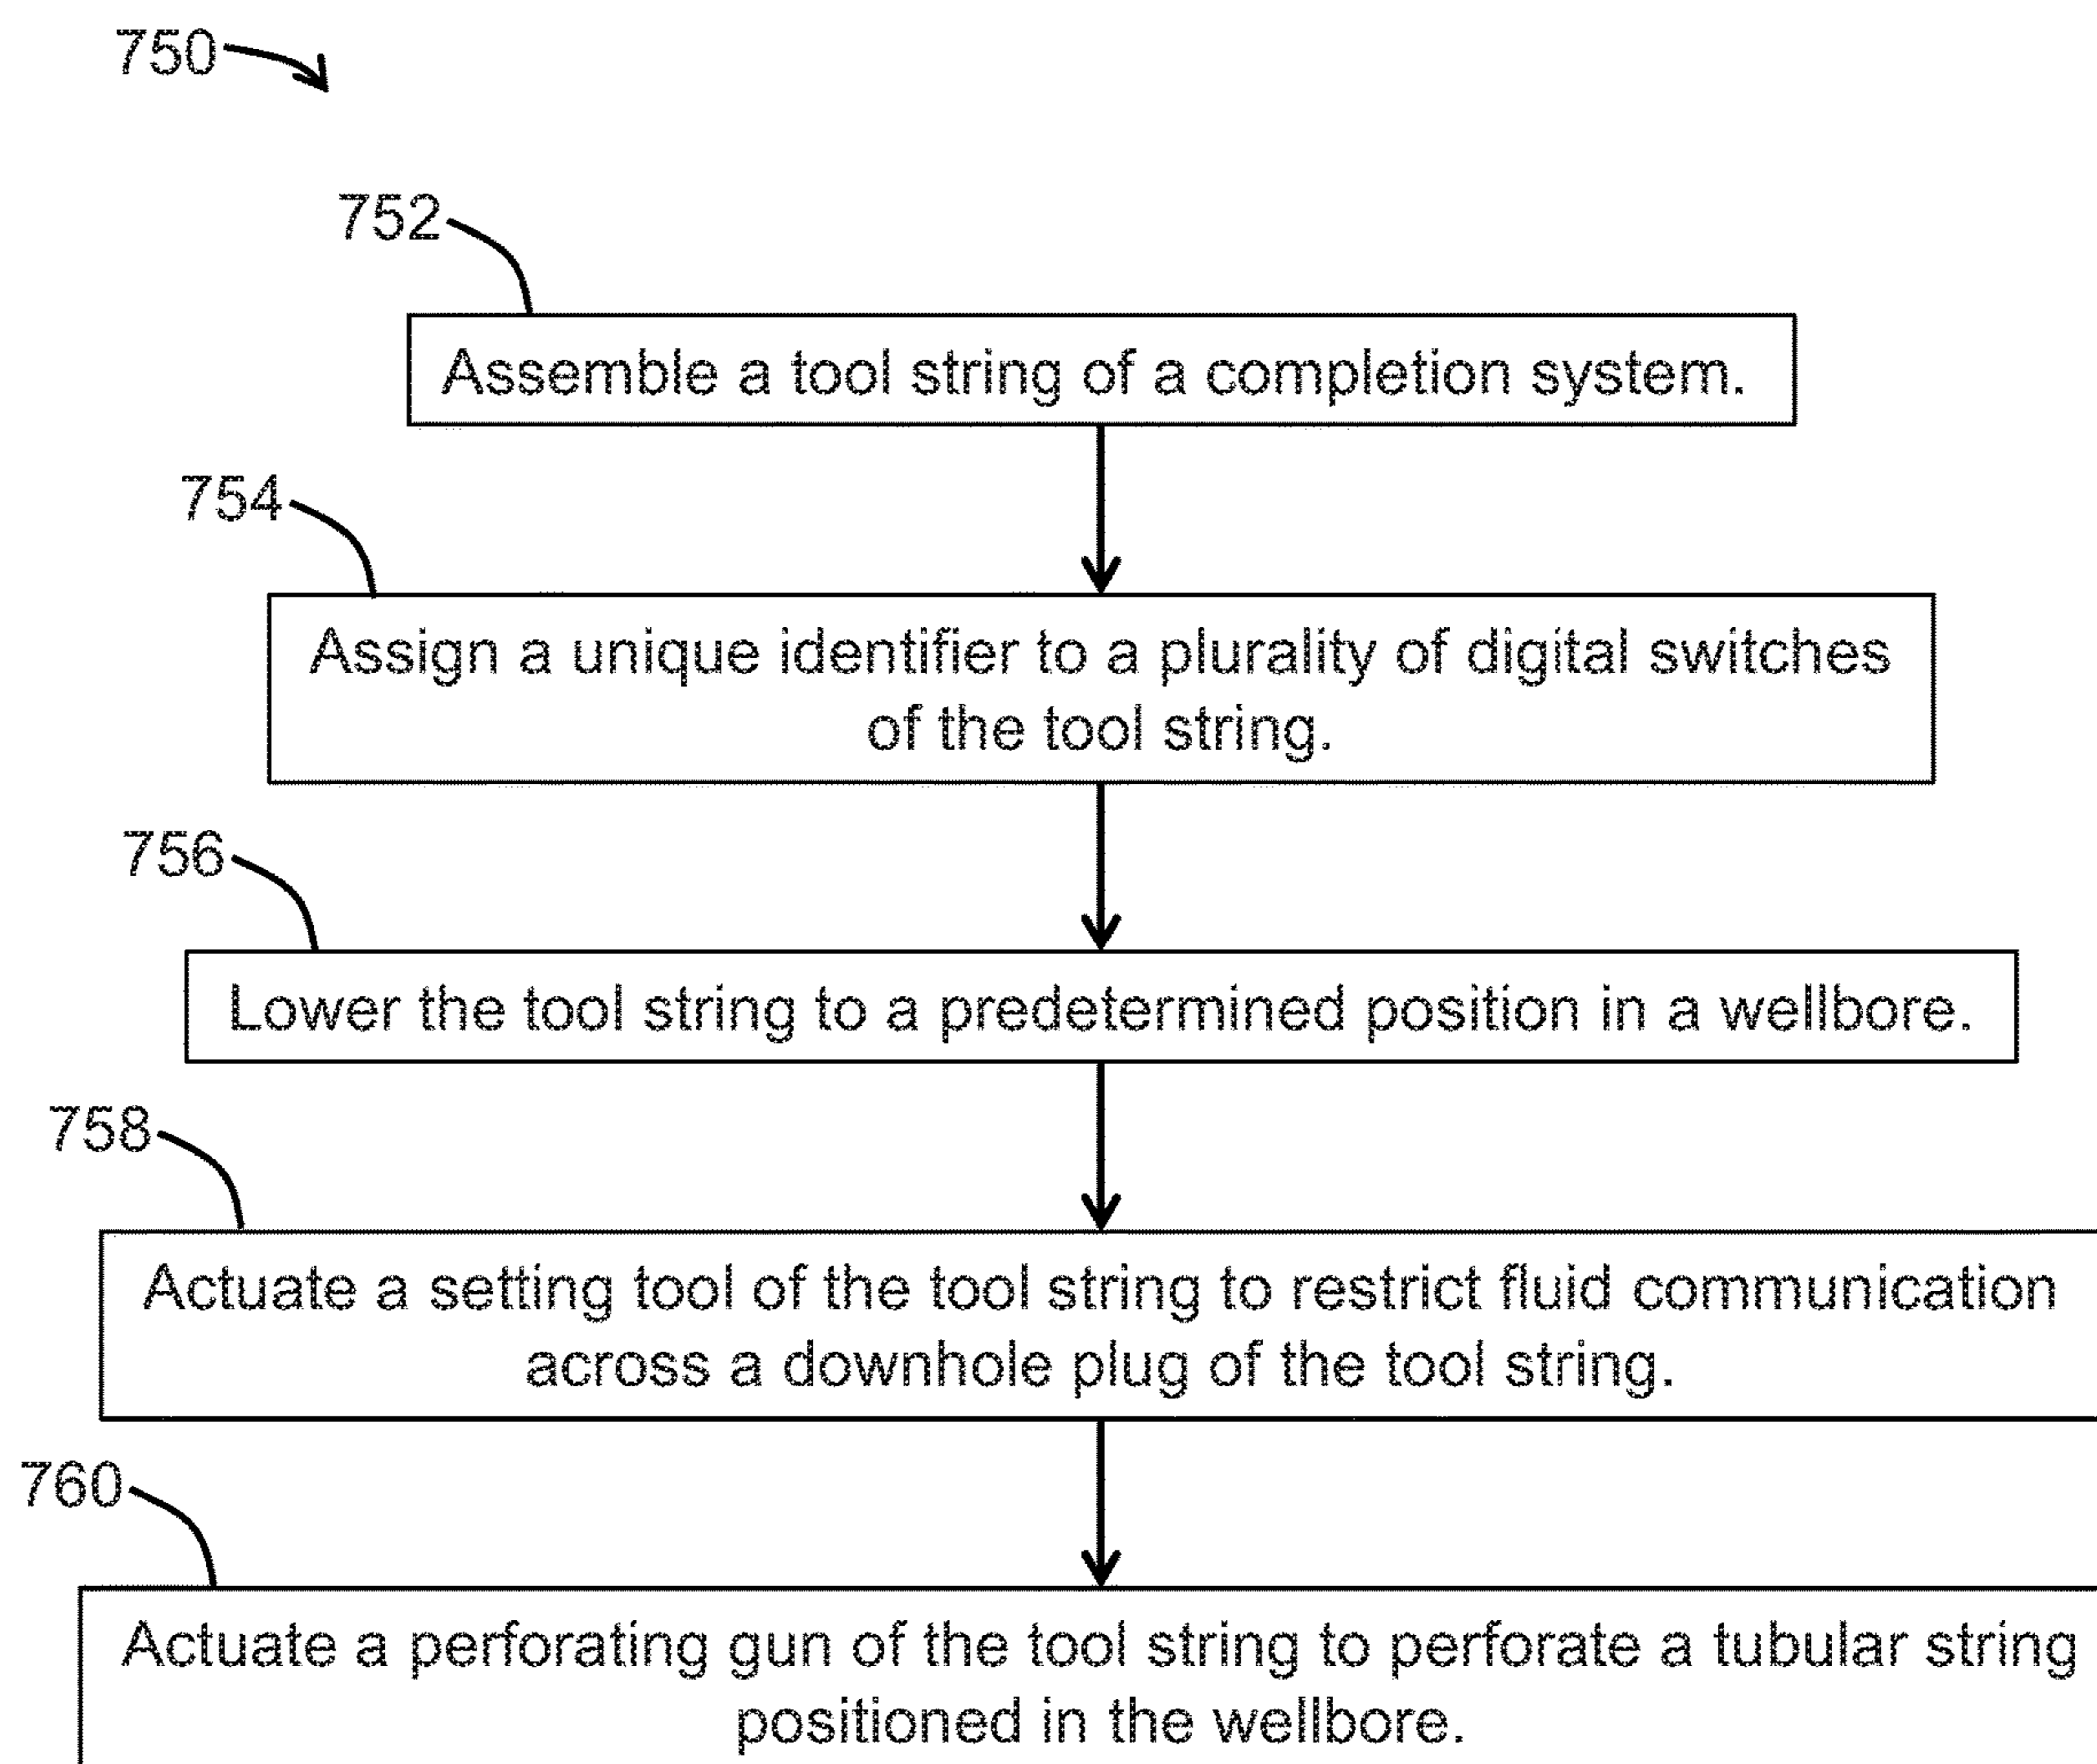 750
752
Assemble a tool string of a completion system.
754
Assign a unique identifier to a plurality of digital switches
of the tool string.
756
Lower the tool string to a predetermined position in a wellbore.
758
Actuate a setting tool of the tool string to restrict fluid communication
across a downhole plug of the tool string.
760
Actuate a perforating gun of the tool string to perforate a tubular string
positioned in the wellbore.